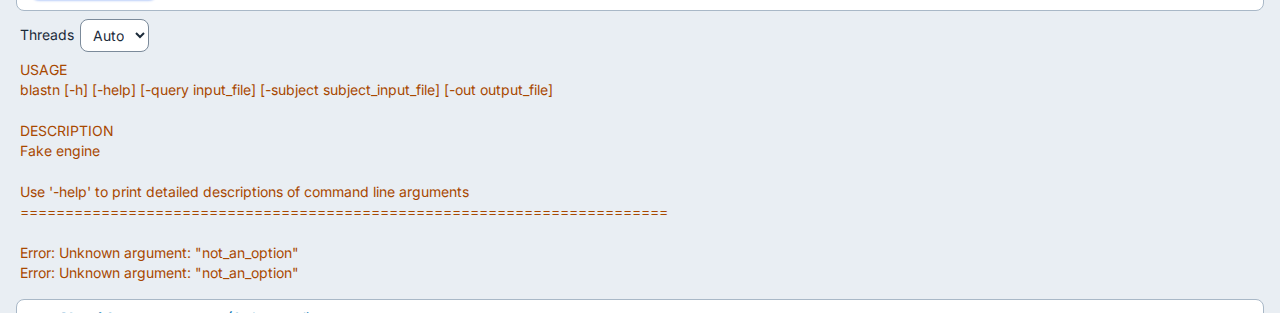 Threads Auto
USAGE
blastn [-h] [-help] [-query input_file] [-subject subject_input_file] [-out output_file]
DESCRIPTION
Fake engine
Use '-help' to print detailed descriptions of command line arguments
========================================================================
Error: Unknown argument: "not_an_option"
Error: Unknown argument: "not_an_option"